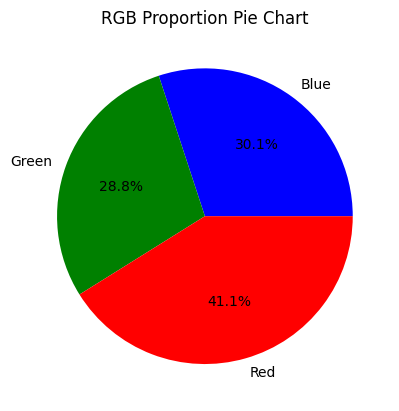 RGB Proportion Pie Chart
Blue
30.1%
Green
28.8%
41.1%
Red